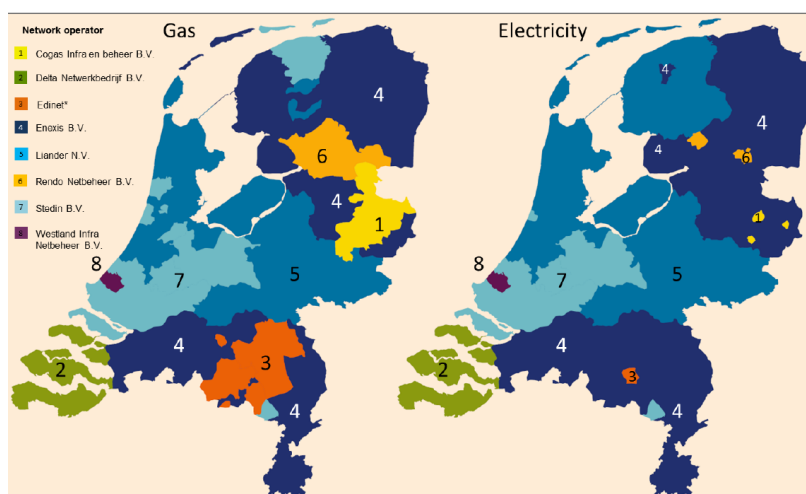 Network operator
1 Cogas Infra en beheer B.V.
2 Delta Netwerkbedrijf B.V.
3 Edinet*
4 Enexis B.V.
5 Liander N.V.
6 Rendo Netbeheer B.V.
7 Stedin B.V.
8 Westland Infra
Netbeheer B.V.
Gas
4
6
4
1
8
7
5
4
3
2
4
Electricity
4
4
4
6
1
8
7
5
4
3
2
4